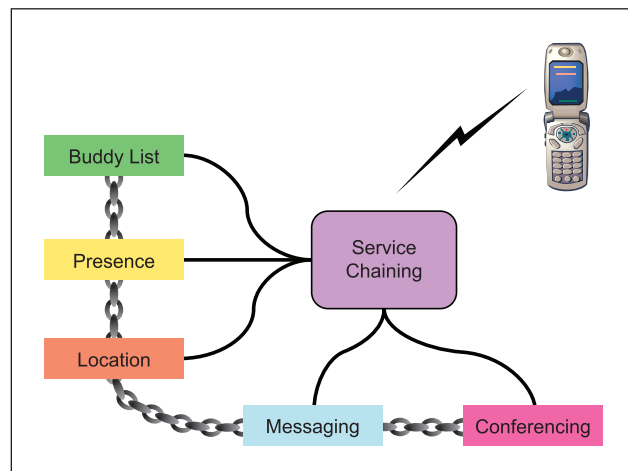 Buddy List
Presence
Service
Chaining
Location
Messaging
Conferencing